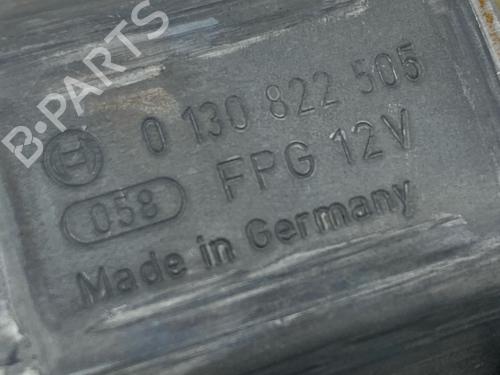 B-PARTS
0 130 822 505
058 FPG 12V
Made in Germany